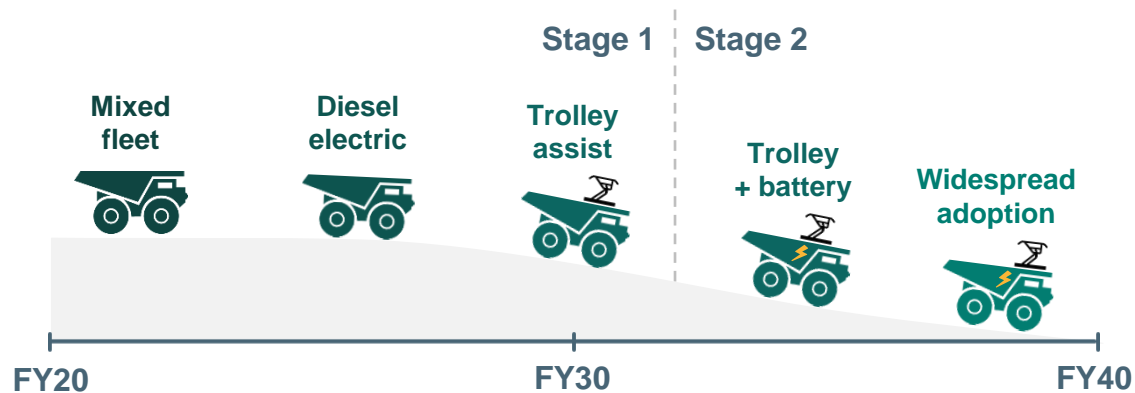 Stage 1
Stage 2
Mixed
fleet
Diesel
electric
Trolley
assist
Trolley
+ battery
Widespread
adoption
FY20
FY30
FY40